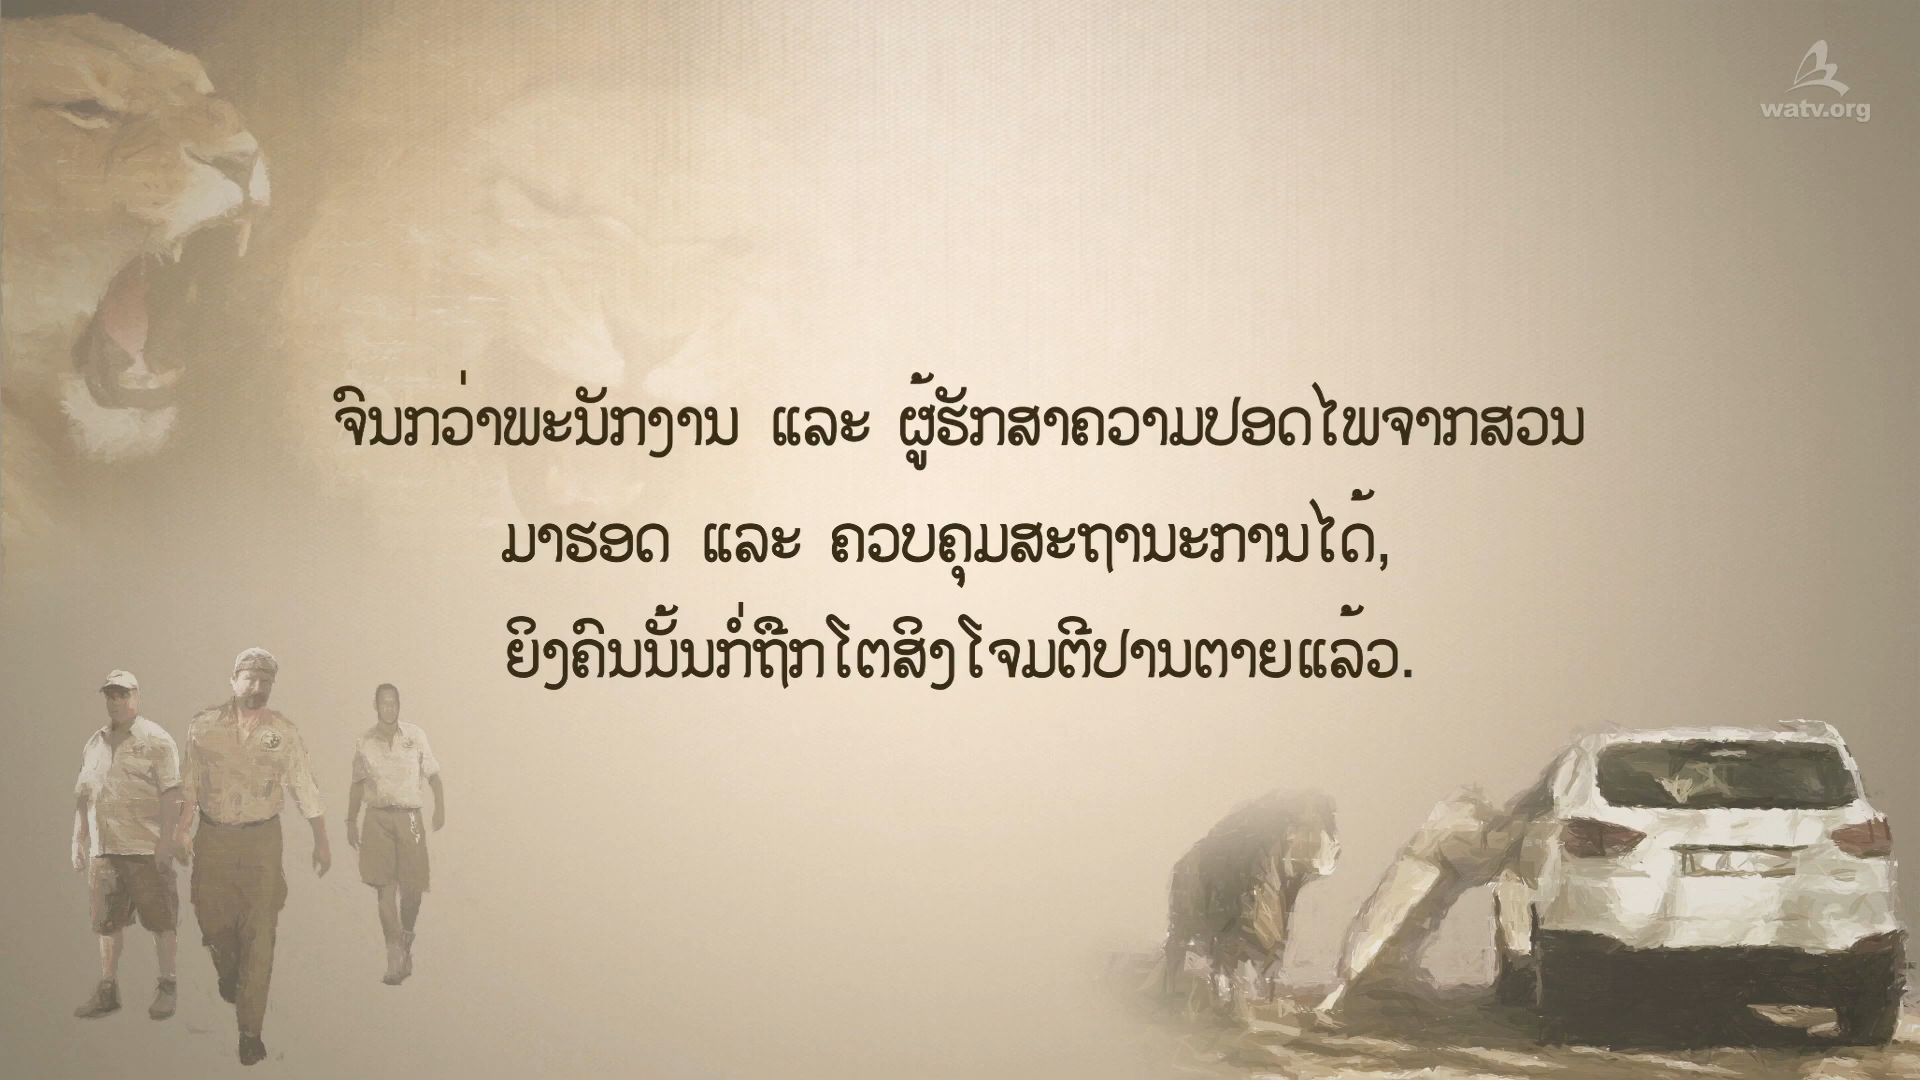 watv.org
ຈົນກວ່າພະນັກງານ ແລະ ຜູ້ຮັກສາຄວາມປອດໄພຈາກສວນ
ມາຮອດ ແລະ ຄວບຄຸມສະຖານະການໄດ້,
ຍິງຄົນນັ້ນກໍ່ຖືກໂຕສິງໂຈມຕີປານຕາຍແລ້ວ.